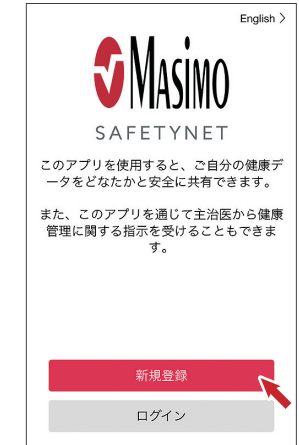 English >
Masimo
SAFETYNET
このアプリを使用すると、ご自分の健康デ
ータをどなたかと安全に共有できます。
また、このアプリを通じて主治医から健康
管理に関する指示を受けることもできま
す。
新規登録
ログイン